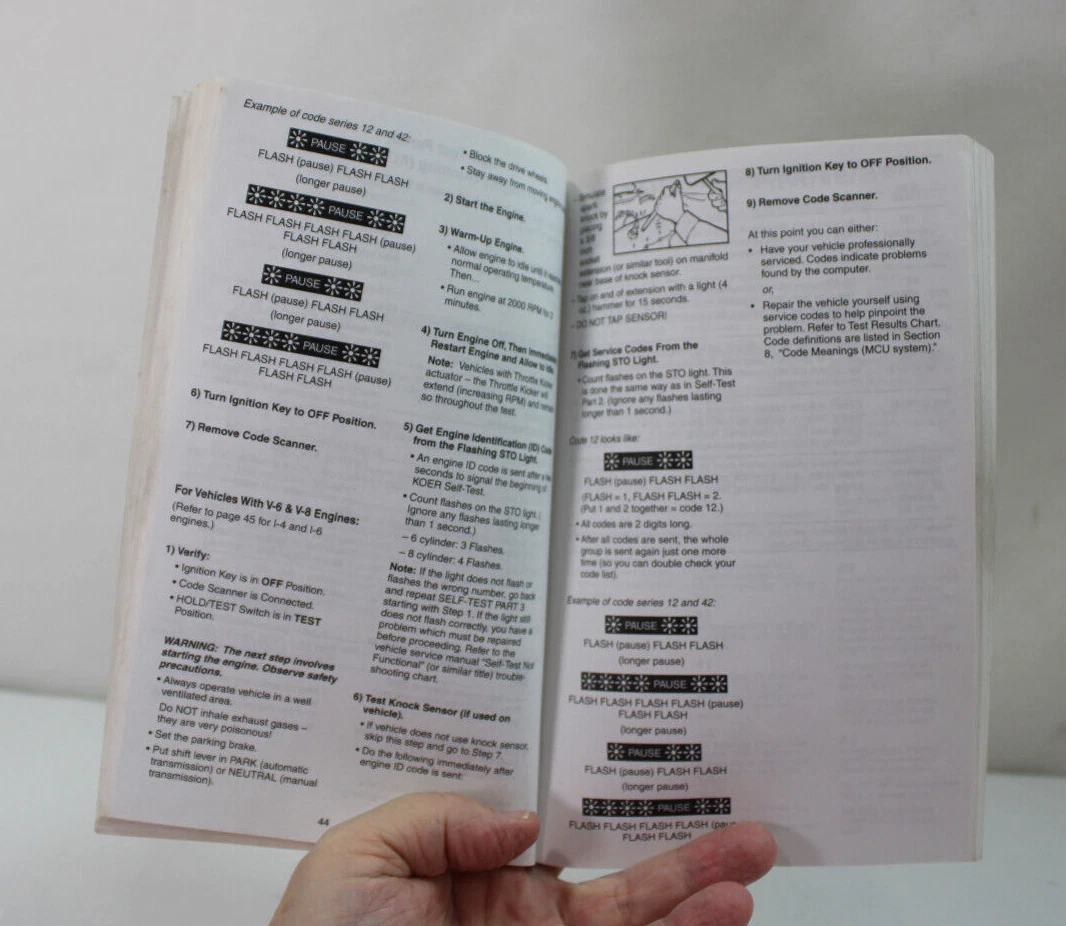 Example of code series 12 and 42:
PAUSE
FLASH (pause) FLASH FLASH
(longer pause)
PAUSE
FLASH FLASH FLASH FLASH (pause)
FLASH FLASH
(longer pause)
PAUSE
FLASH (pause) FLASH FLASH
(longer pause)
PAUSE
FLASH FLASH FLASH FLASH (pause)
FLASH FLASH
6) Turn Ignition Key to OFF Position.
7) Remove Code Scanner.
For Vehicles With V-6 & V-8 Engines:
(Refer to page 45 for I-4 and I-6
engines.)
1) Verify:
• Ignition Key is in OFF Position.
• Code Scanner is Connected.
• HOLD/TEST Switch is in TEST
Position.
WARNING: The next step involves
starting the engine. Observe safety
precautions.
• Always operate vehicle in a well
ventilated area.
Do NOT inhale exhaust gases –
they are very poisonous!
• Set the parking brake.
• Put shift lever in PARK (automatic
transmission) or NEUTRAL (manual
transmission).
44
• Block the drive wheels.
• Stay away from moving
2) Start the Engine.
3) Warm-Up Engine.
• Allow engine to idle until
normal operating temperature.
Then...
• Run engine at 2000 RPM for 2
minutes.
4) Turn Engine Off, Then
Restart Engine and Allow to Idle.
Note: Vehicles with Throttle Kicker
actuator – the Throttle Kicker will
extend (increasing RPM) and
so throughout the test.
5) Get Engine Identification (ID) Code
from the Flashing STO Light.
• An engine ID code is sent after a few
seconds to signal the beginning of
KOER Self-Test.
• Count flashes on the STO light.
Ignore any flashes lasting longer
than 1 second.)
– 6 cylinder: 3 Flashes.
– 8 cylinder: 4 Flashes.
Note: If the light does not flash or
flashes the wrong number, go back
and repeat SELF-TEST PART 3
starting with Step 1. If the light still
does not flash correctly, you have a
problem which must be repaired
before proceeding. Refer to the
vehicle service manual "Self-Test Not
Functional" (or similar title) trouble-
shooting chart.
6) Test Knock Sensor (if used on
vehicle).
• If vehicle does not use knock sensor,
skip this step and go to Step 7.
• Do the following immediately after
engine ID code is sent:
knock by
placing
a 3/8
inch
socket
extension (or similar tool) on manifold
near base of knock sensor.
– Tap on end of extension with a light (4
oz.) hammer for 15 seconds.
– DO NOT TAP SENSOR!
7) Get Service Codes From the
Flashing STO Light.
• Count flashes on the STO light. This
is done the same way as in Self-Test
Part 2. (Ignore any flashes lasting
longer than 1 second.)
Code 12 looks like:
PAUSE
FLASH (pause) FLASH FLASH
(FLASH = 1, FLASH FLASH = 2.
(Put 1 and 2 together = code 12.)
• All codes are 2 digits long.
• After all codes are sent, the whole
group is sent again just one more
time (so you can double check your
code list).
Example of code series 12 and 42:
PAUSE
FLASH (pause) FLASH FLASH
(longer pause)
PAUSE
FLASH FLASH FLASH FLASH (pause)
FLASH FLASH
(longer pause)
PAUSE
FLASH (pause) FLASH FLASH
(longer pause)
PAUSE
FLASH FLASH FLASH FLASH
FLASH FLASH
8) Turn Ignition Key to OFF Position.
9) Remove Code Scanner.
At this point you can either:
• Have your vehicle professionally
serviced. Codes indicate problems
found by the computer.
or,
• Repair the vehicle yourself using
service codes to help pinpoint the
problem. Refer to Test Results Chart.
Code definitions are listed in Section
8, "Code Meanings (MCU system)."